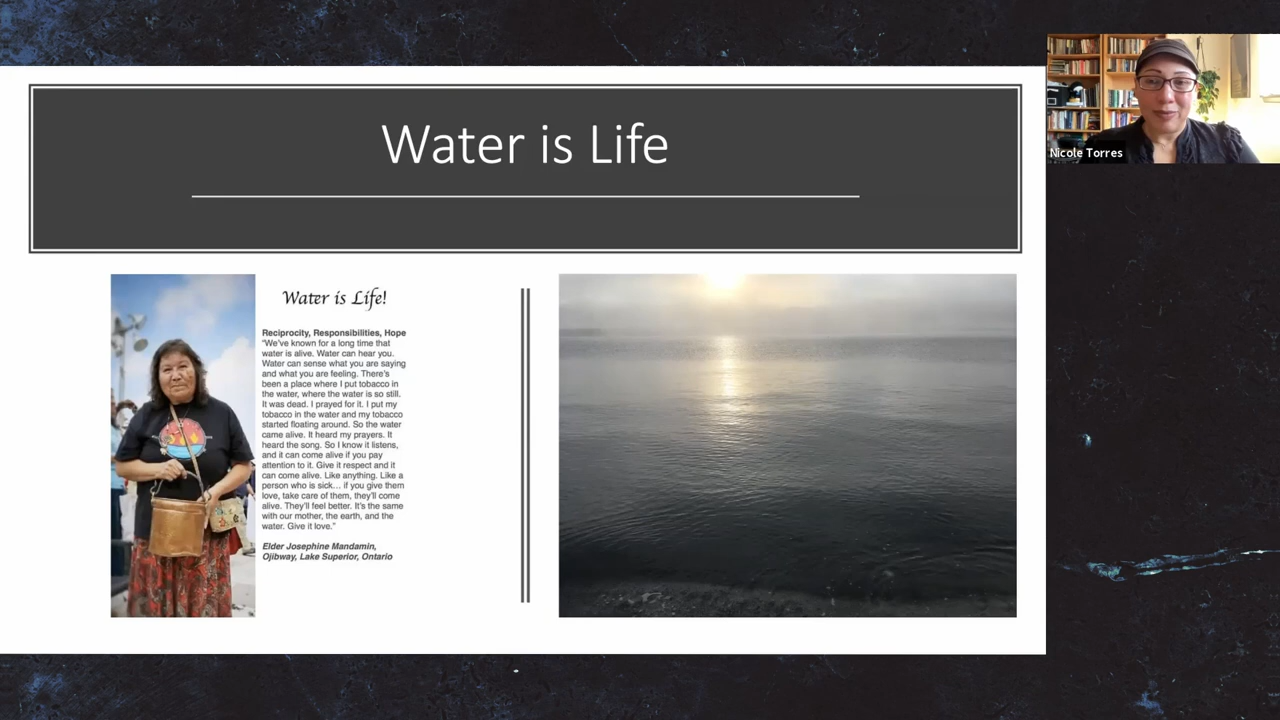 Water is Life
Nicole Torres
Water is Life!
Reciprocity, Responsibilities, Hope
"We've known for a long time that
water is alive. Water can hear you.
Water can sense what you are saying
and what you are feeling. There's
been a place where I put tobacco in
the water, where the water is so still.
It was dead. I prayed for it. I put my
tobacco in the water and my tobacco
started floating around. So the water
came alive. It heard my prayers. It
heard the song. So I know it listens,
and it can come alive if you pay
attention to it. Give it respect and it
can come alive. Like anything. Like a
person who is sick... if you give them
love, take care of them, they'll come
alive. They'll feel better. It's the same
with our mother, the earth, and the
water. Give it love."
Elder Josephine Mandamin,
Ojibway, Lake Superior, Ontario